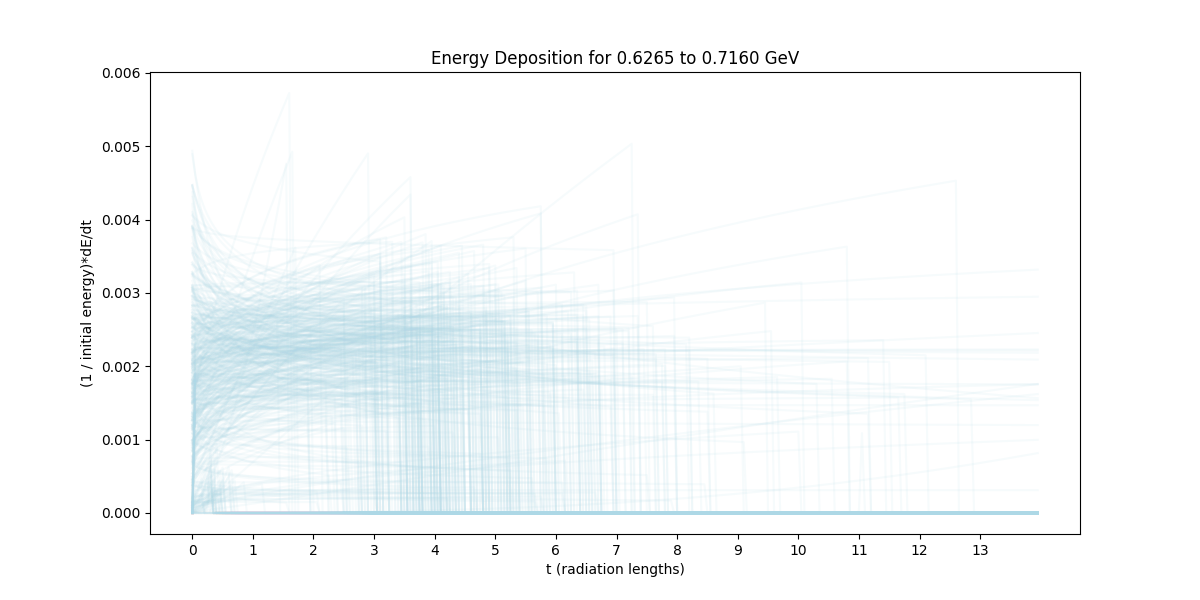 Energy Deposition for 0.6265 to 0.7160 GeV
(1 / initial energy)*dE/dt
0.006
0.005
0.004
0.003
0.002
0.001
0.000
0 1 2 3 4 5 6 7 8 9 10 11 12 13
t (radiation lengths)